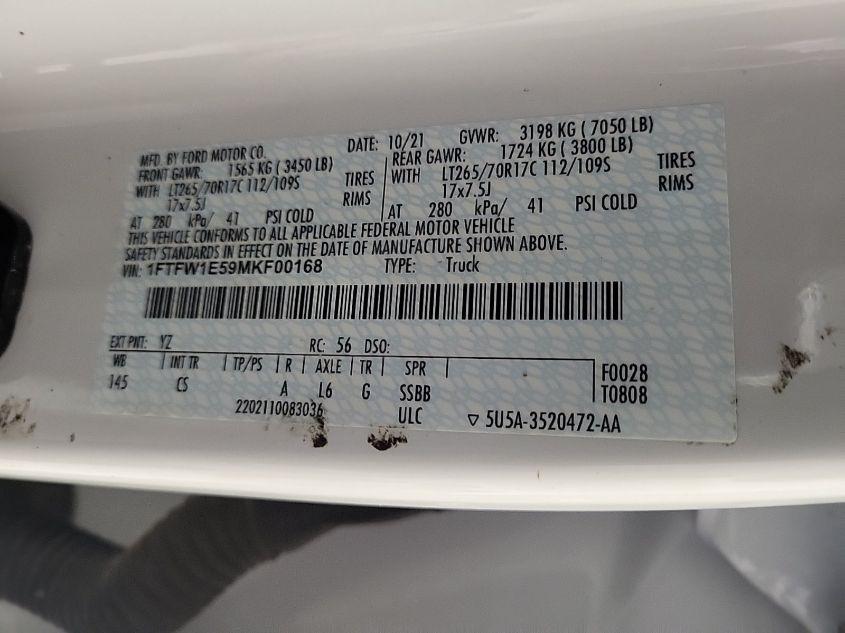 MFD. BY FORD MOTOR CO.
DATE: 10/21 GVWR: 3198 KG ( 7050 LB)
FRONT GAWR: 1565 KG ( 3450 LB) REAR GAWR: 1724 KG ( 3800 LB)
WITH LT265/70R17C 112/109S TIRES WITH LT265/70R17C 112/109S TIRES
17x7.5J RIMS 17x7.5J RIMS
AT 280 kPa/ 41 PSI COLD AT 280 kPa/ 41 PSI COLD
THIS VEHICLE CONFORMS TO ALL APPLICABLE FEDERAL MOTOR VEHICLE
SAFETY STANDARDS IN EFFECT ON THE DATE OF MANUFACTURE SHOWN ABOVE.
VIN: 1FTFW1E59MKF00168 TYPE: Truck
EXT PNT: YZ RC: 56 DSO:
WB INT TR TP/PS R AXLE TR SPR
145 CS A L6 G SSBB
F0028
T0808
2202110083036 ULC ▽ 5U5A-3520472-AA